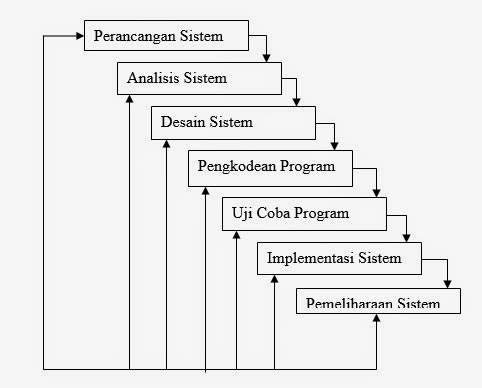 Perancangan Sistem
Analisis Sistem
Desain Sistem
Pengkodean Program
Uji Coba Program
Implementasi Sistem
Pemeliharaan Sistem